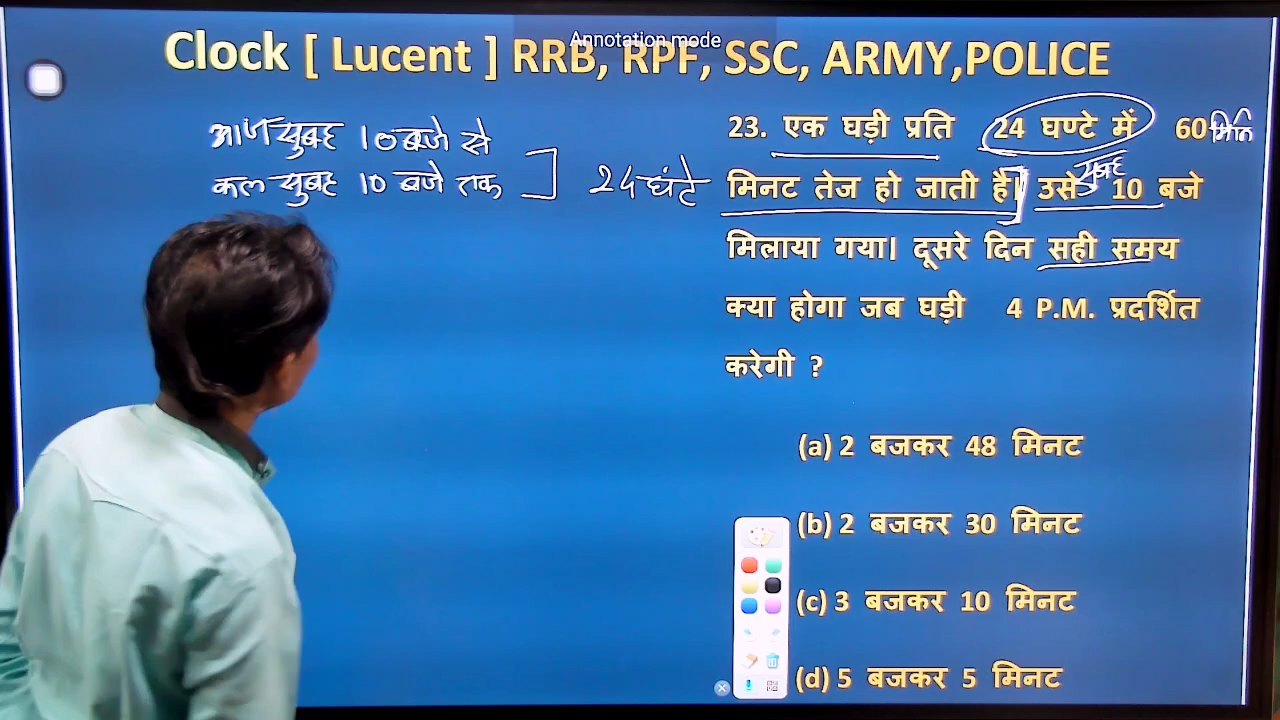 Annotation mode
Clock [ Lucent ] RRB, RPF, SSC, ARMY,POLICE
आज सुबह 10 बजे से
कल सुबह 10 बजे तक ] 24 घंटे
23. एक घड़ी प्रति 24 घण्टे में 60 मिनि
मिनट तेज हो जाती है। उसे सुबह 10 बजे
मिलाया गया। दूसरे दिन सही समय
क्या होगा जब घड़ी 4 P.M. प्रदर्शित
करेगी ?
(a) 2 बजकर 48 मिनट
(b) 2 बजकर 30 मिनट
(c) 3 बजकर 10 मिनट
(d) 5 बजकर 5 मिनट